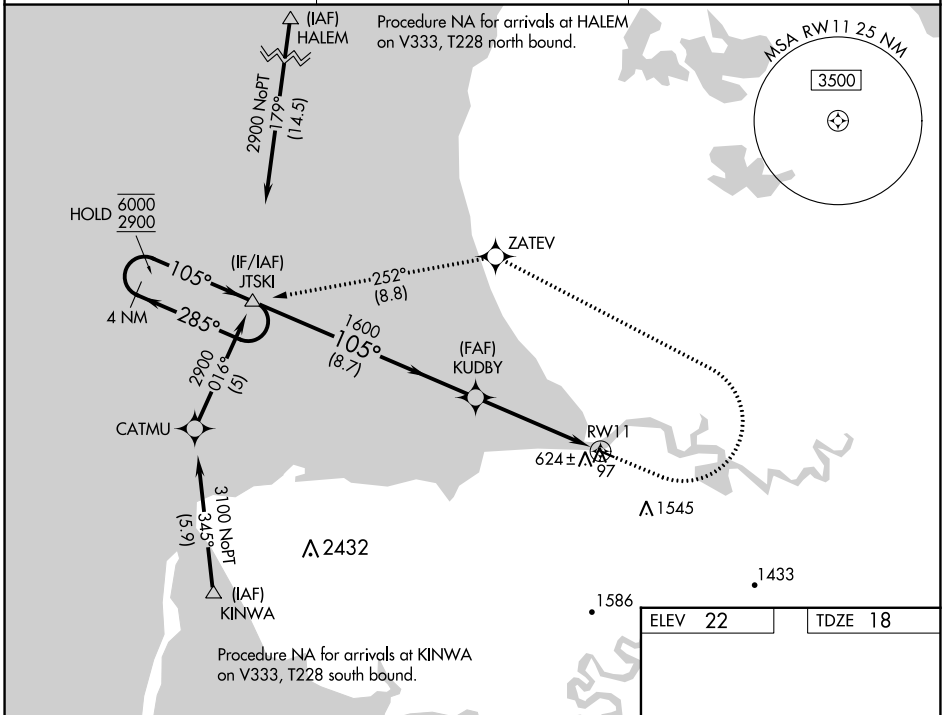 (IAF)
HALEM
Procedure NA for arrivals at HALEM
on V333, T228 north bound.
MSA RW11 25 NM
3500
2900 NoPT
179°
(14.5)
HOLD 6000
2900
105°
(IF/IAF)
JTSKI
ZATEV
252°
(8.8)
4 NM
285°
1600
105°
(8.7)
(FAF)
KUDBY
2900
016°
(5)
CATMU
RW11
624 ±
97
1545
3100 NoPT
345°
(5.9)
2432
(IAF)
KINWA
1433
1586
ELEV 22
TDZE 18
Procedure NA for arrivals at KINWA
on V333, T228 south bound.